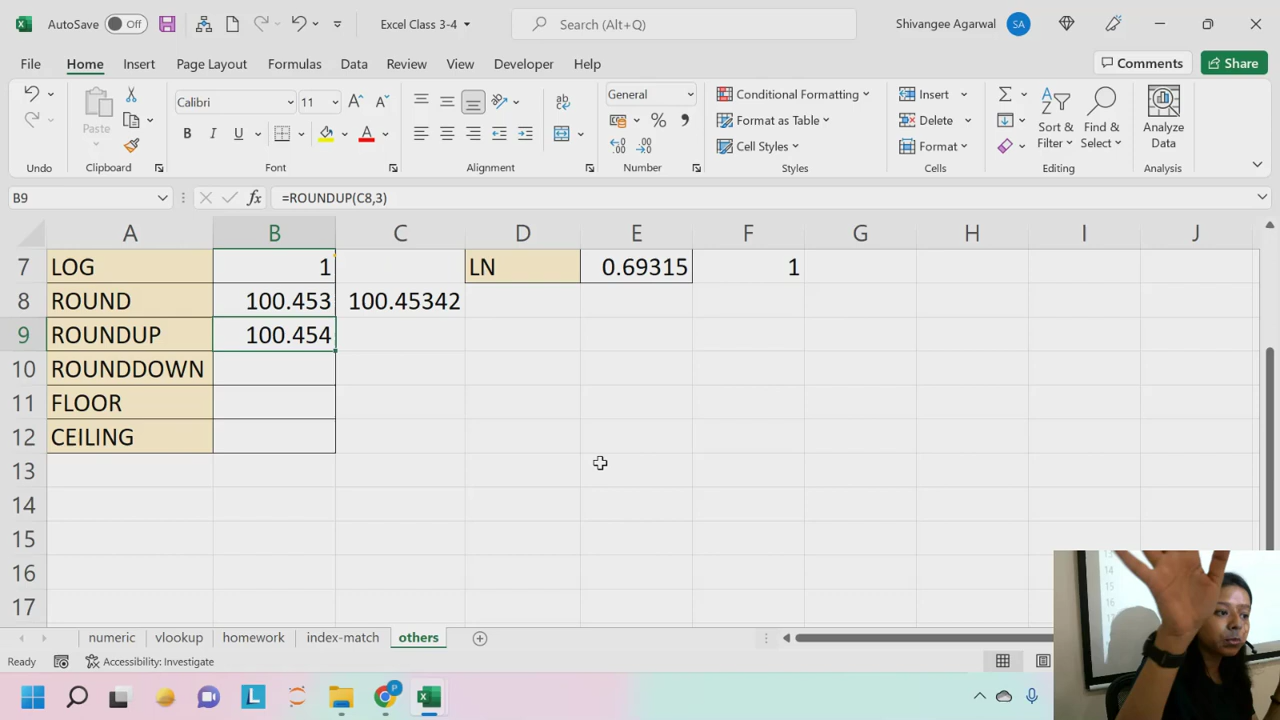 AutoSave Off Excel Class 3-4 Search (Alt+Q) Shivangee Agarwal SA
File Home Insert Page Layout Formulas Data Review View Developer Help Comments Share
Paste
Calibri 11
General
Conditional Formatting
Format as Table
Cell Styles
Insert
Delete
Format
Sort &
Filter
Find &
Select
Analyze
Data
Undo Clipboard Font Alignment Number Styles Cells Editing Analysis
B9 fx =ROUNDUP(C8,3)
A B C D E F G H I J
7 LOG 1 LN 0.69315 1
8 ROUND 100.453 100.45342
9 ROUNDUP 100.454
10 ROUNDDOWN
11 FLOOR
12 CEILING
13
14
15
16
17
numeric vlookup homework index-match others
Ready Accessibility: Investigate